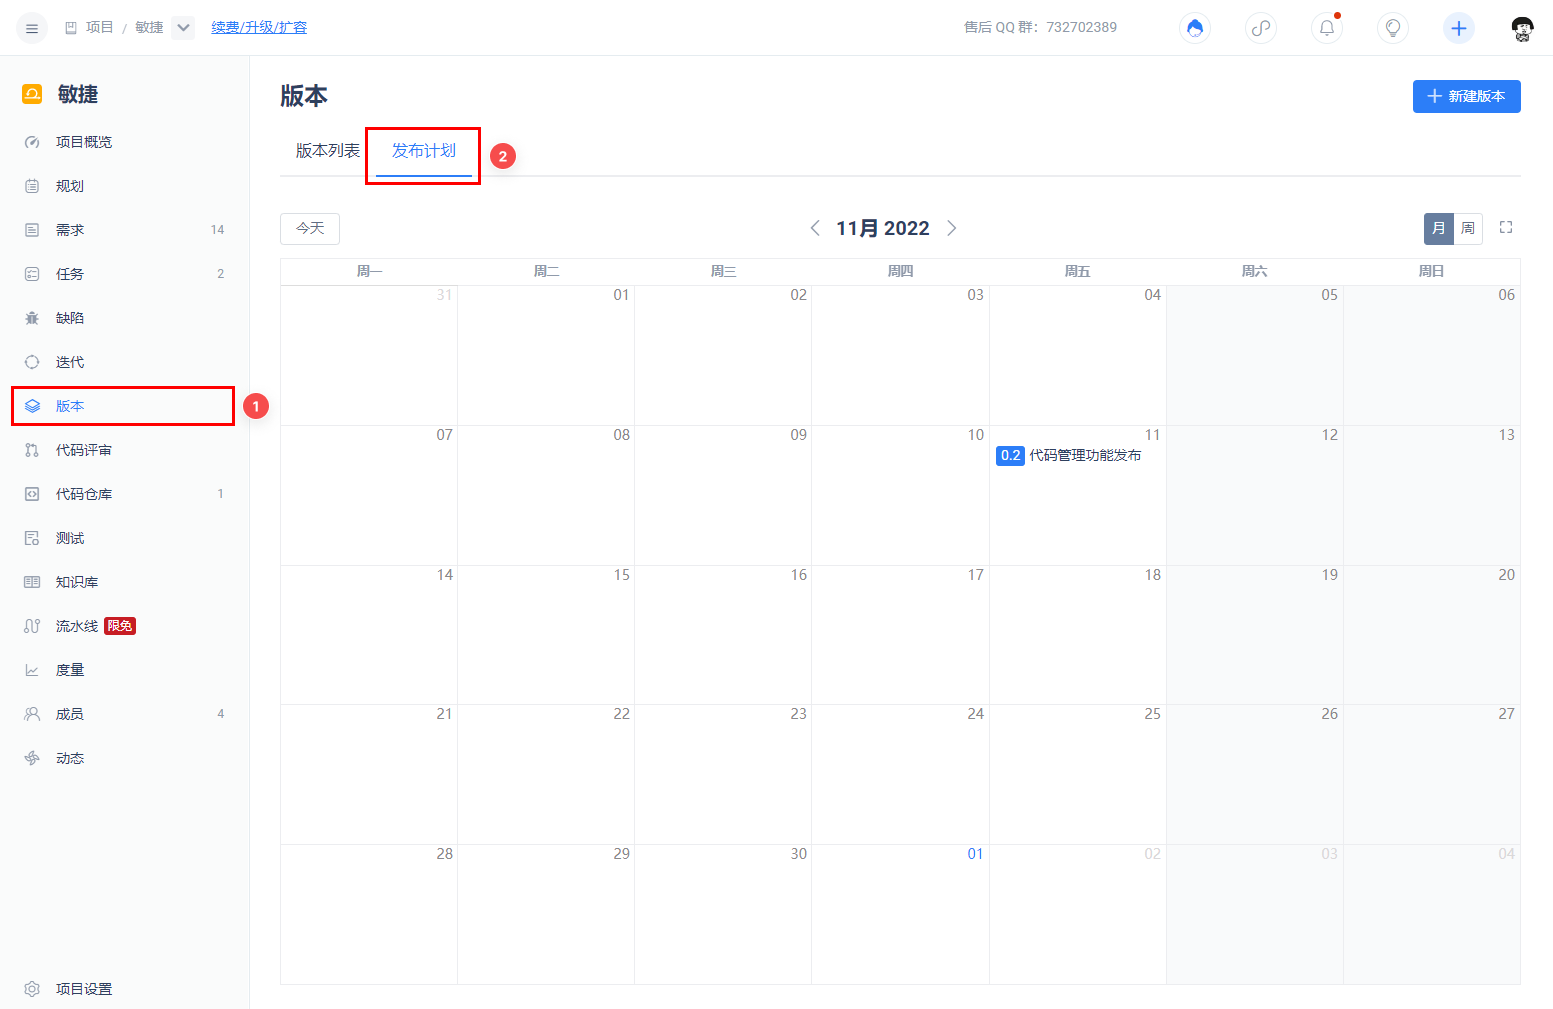 项目 / 敏捷 续费/升级/扩容 售后 QQ 群：732702389
敏捷
项目概览
规划
需求 14
任务 2
缺陷
迭代
版本 1
代码评审
代码仓库 1
测试
知识库
流水线 限免
度量
成员 4
动态
项目设置
版本
新建版本
版本列表 发布计划 2
今天 11月 2022 月 周
周一 周二 周三 周四 周五 周六 周日
31 01 02 03 04 05 06
07 08 09 10 11 12 13
0.2 代码管理功能发布
14 15 16 17 18 19 20
21 22 23 24 25 26 27
28 29 30 01 02 03 04